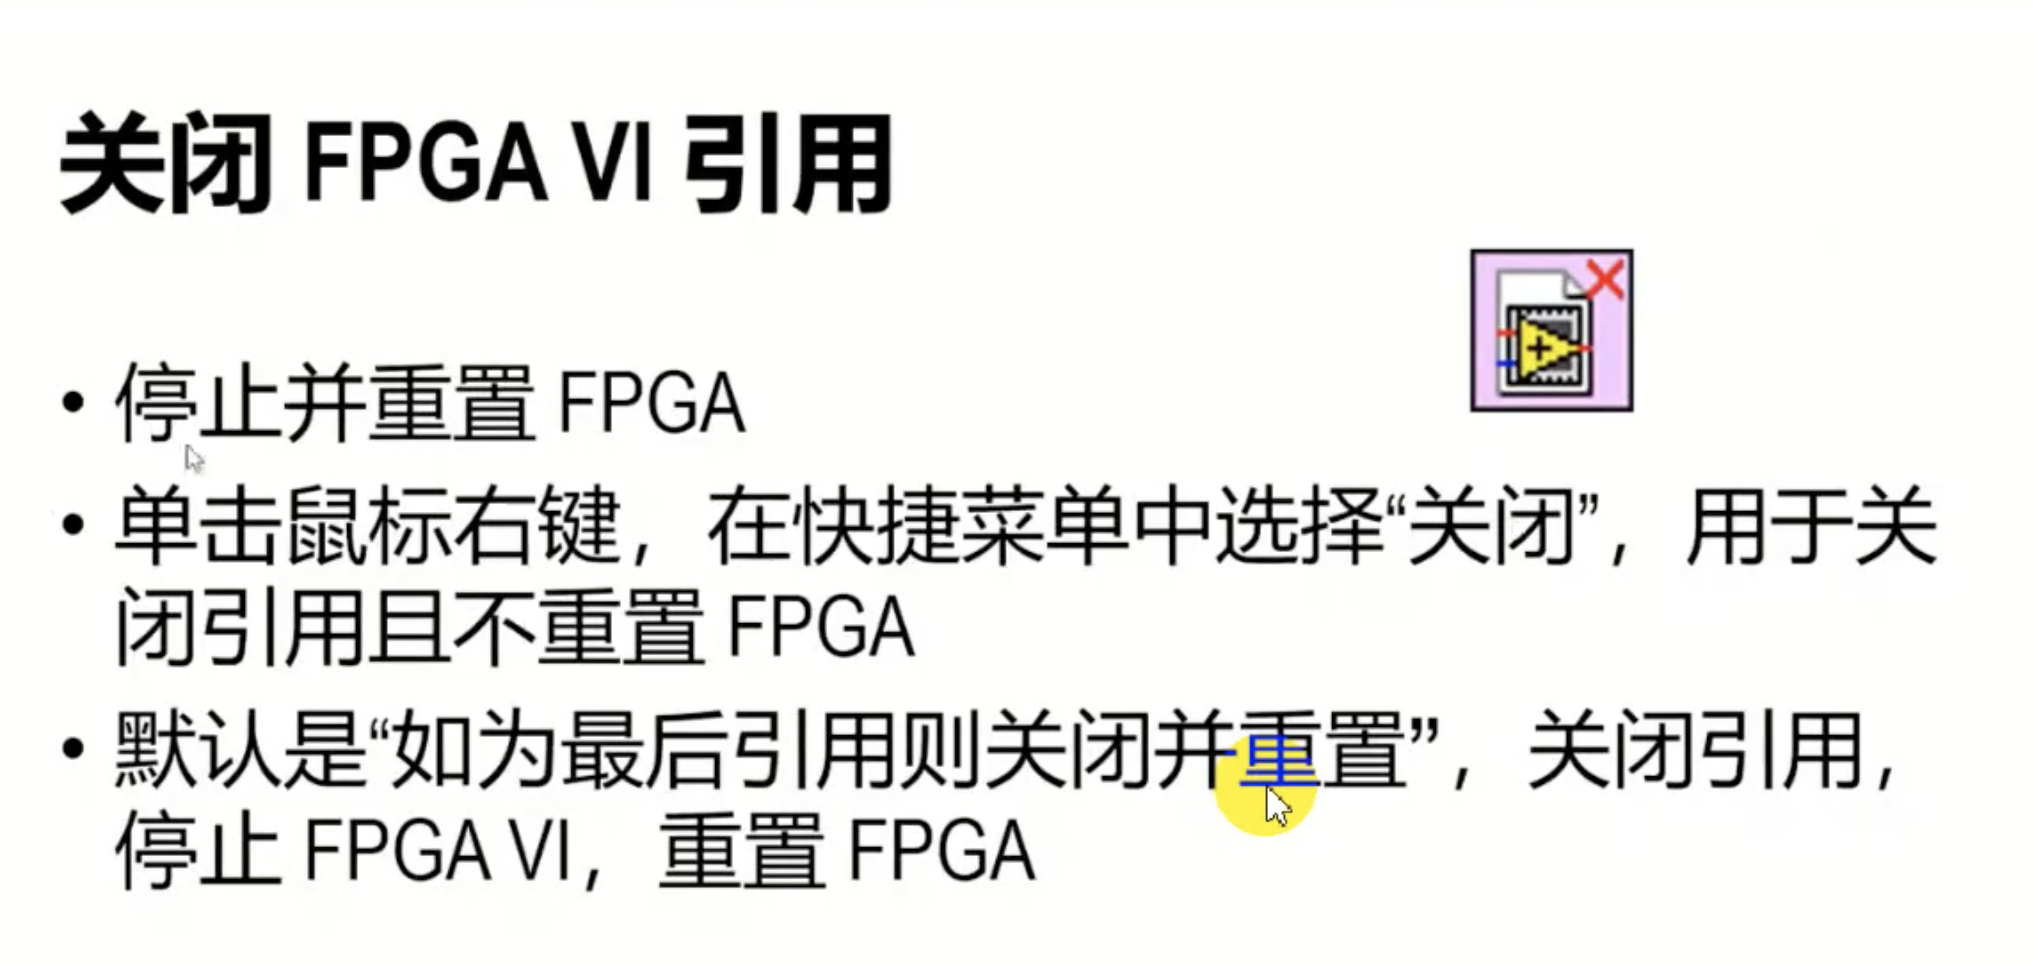 关闭 FPGA VI 引用
• 停止并重置 FPGA
• 单击鼠标右键，在快捷菜单中选择“关闭”，用于关
闭引用且不重置 FPGA
• 默认是“如为最后引用则关闭并重置”，关闭引用，
停止 FPGA VI，重置 FPGA